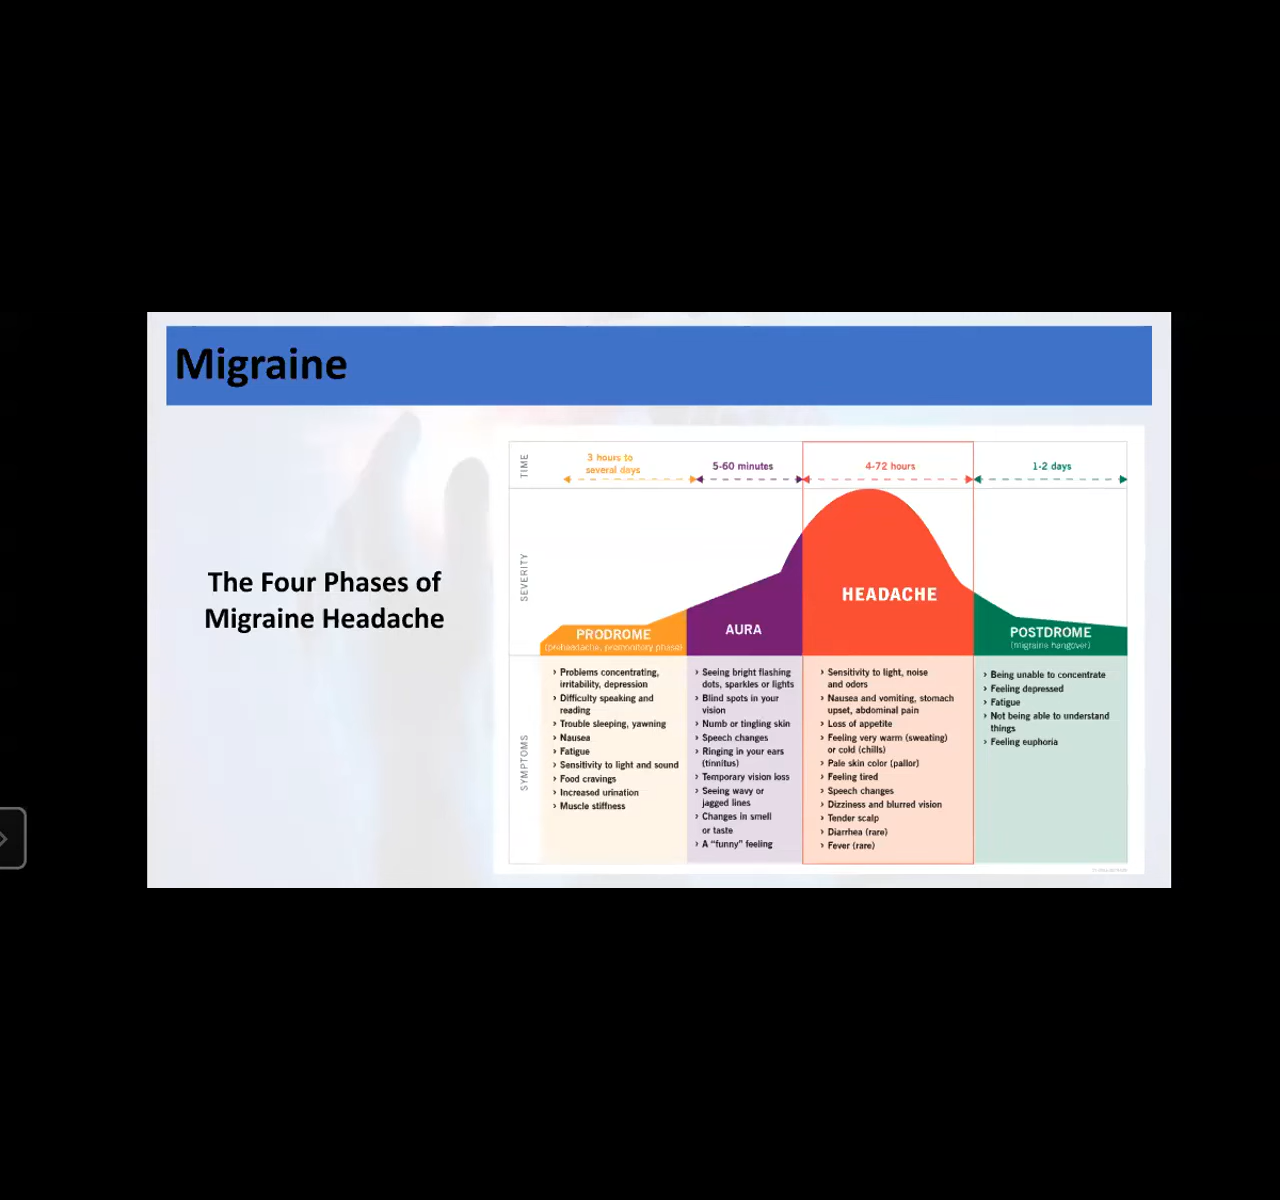 Migraine
The Four Phases of
Migraine Headache
TIME
3 hours to
several days
5-60 minutes
4-72 hours
1-2 days
SEVERITY
PRODROME
(preheadache, premonitory phase)
AURA
HEADACHE
POSTDROME
(migraine hangover)
SYMPTOMS
› Problems concentrating,
irritability, depression
› Difficulty speaking and
reading
› Trouble sleeping, yawning
› Nausea
› Fatigue
› Sensitivity to light and sound
› Food cravings
› Increased urination
› Muscle stiffness
› Seeing bright flashing
dots, sparkles or lights
› Blind spots in your
vision
› Numb or tingling skin
› Speech changes
› Ringing in your ears
(tinnitus)
› Temporary vision loss
› Seeing wavy or
jagged lines
› Changes in smell
or taste
› A "funny" feeling
› Sensitivity to light, noise
and odors
› Nausea and vomiting, stomach
upset, abdominal pain
› Loss of appetite
› Feeling very warm (sweating)
or cold (chills)
› Pale skin color (pallor)
› Feeling tired
› Speech changes
› Dizziness and blurred vision
› Tender scalp
› Diarrhea (rare)
› Fever (rare)
› Being unable to concentrate
› Feeling depressed
› Fatigue
› Not being able to understand
things
› Feeling euphoria